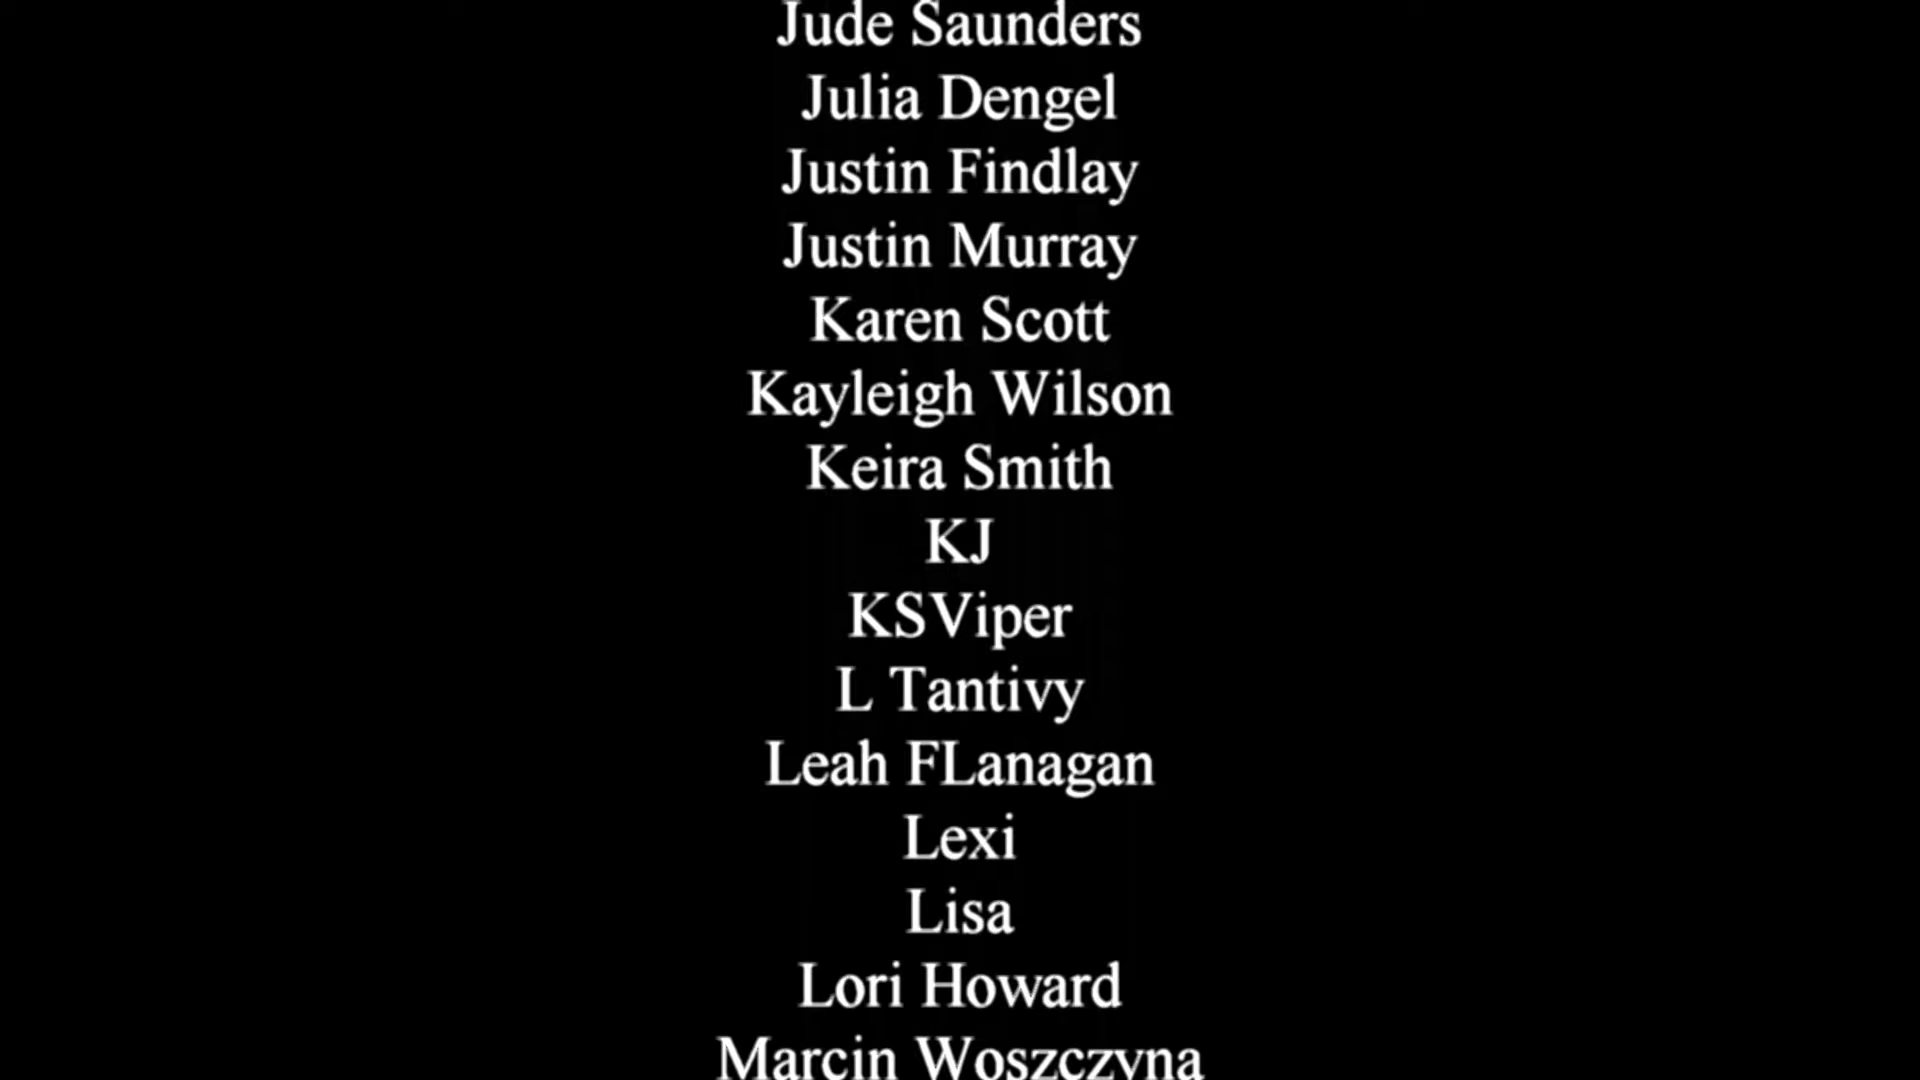 Jude Saunders
Julia Dengel
Justin Findlay
Justin Murray
Karen Scott
Kayleigh Wilson
Keira Smith
KJ
KSViper
L Tantivy
Leah FLanagan
Lexi
Lisa
Lori Howard
Marcin Woszczyna